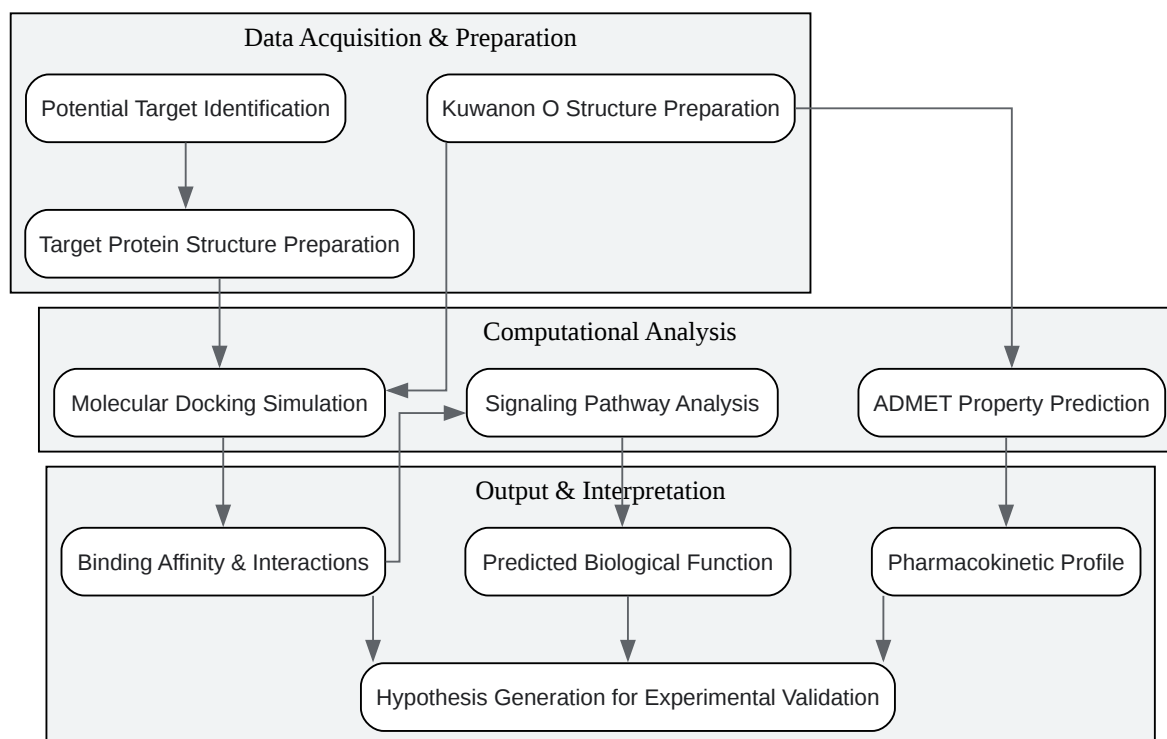 Data Acquisition & Preparation
Potential Target Identification
Kuwanon O Structure Preparation
Target Protein Structure Preparation
Computational Analysis
Molecular Docking Simulation
Signaling Pathway Analysis
ADMET Property Prediction
Output & Interpretation
Binding Affinity & Interactions
Predicted Biological Function
Pharmacokinetic Profile
Hypothesis Generation for Experimental Validation